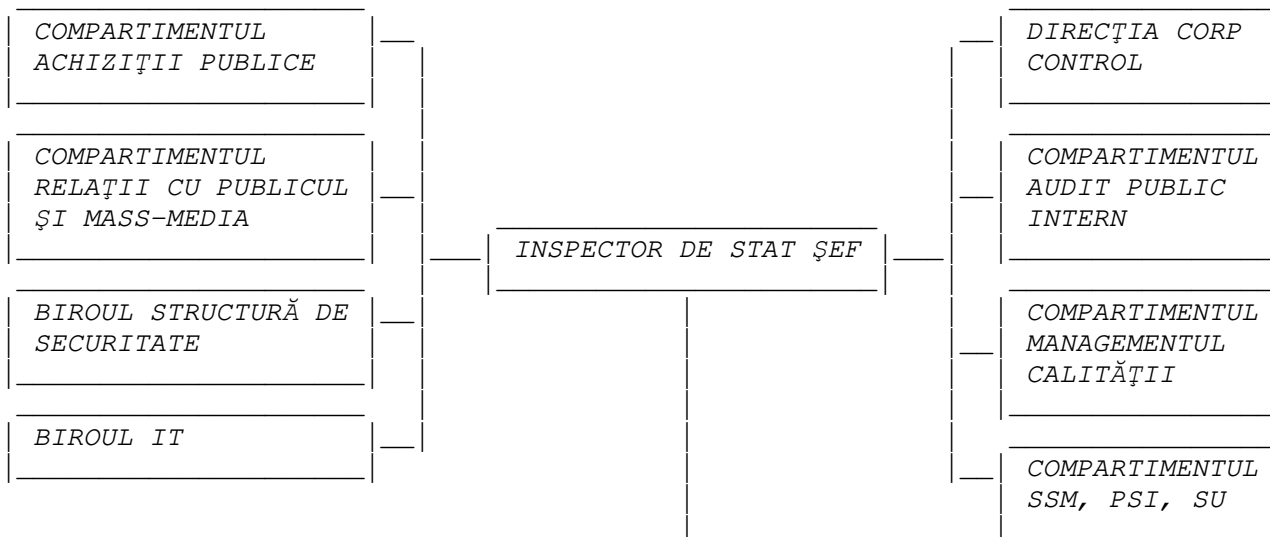 COMPARTIMENTUL
ACHIZIŢII PUBLICE
DIRECŢIA CORP
CONTROL
COMPARTIMENTUL
RELAŢII CU PUBLICUL
ŞI MASS-MEDIA
COMPARTIMENTUL
AUDIT PUBLIC
INTERN
INSPECTOR DE STAT ŞEF
BIROUL STRUCTURĂ DE
SECURITATE
COMPARTIMENTUL
MANAGEMENTUL
CALITĂŢII
BIROUL IT
COMPARTIMENTUL
SSM, PSI, SU